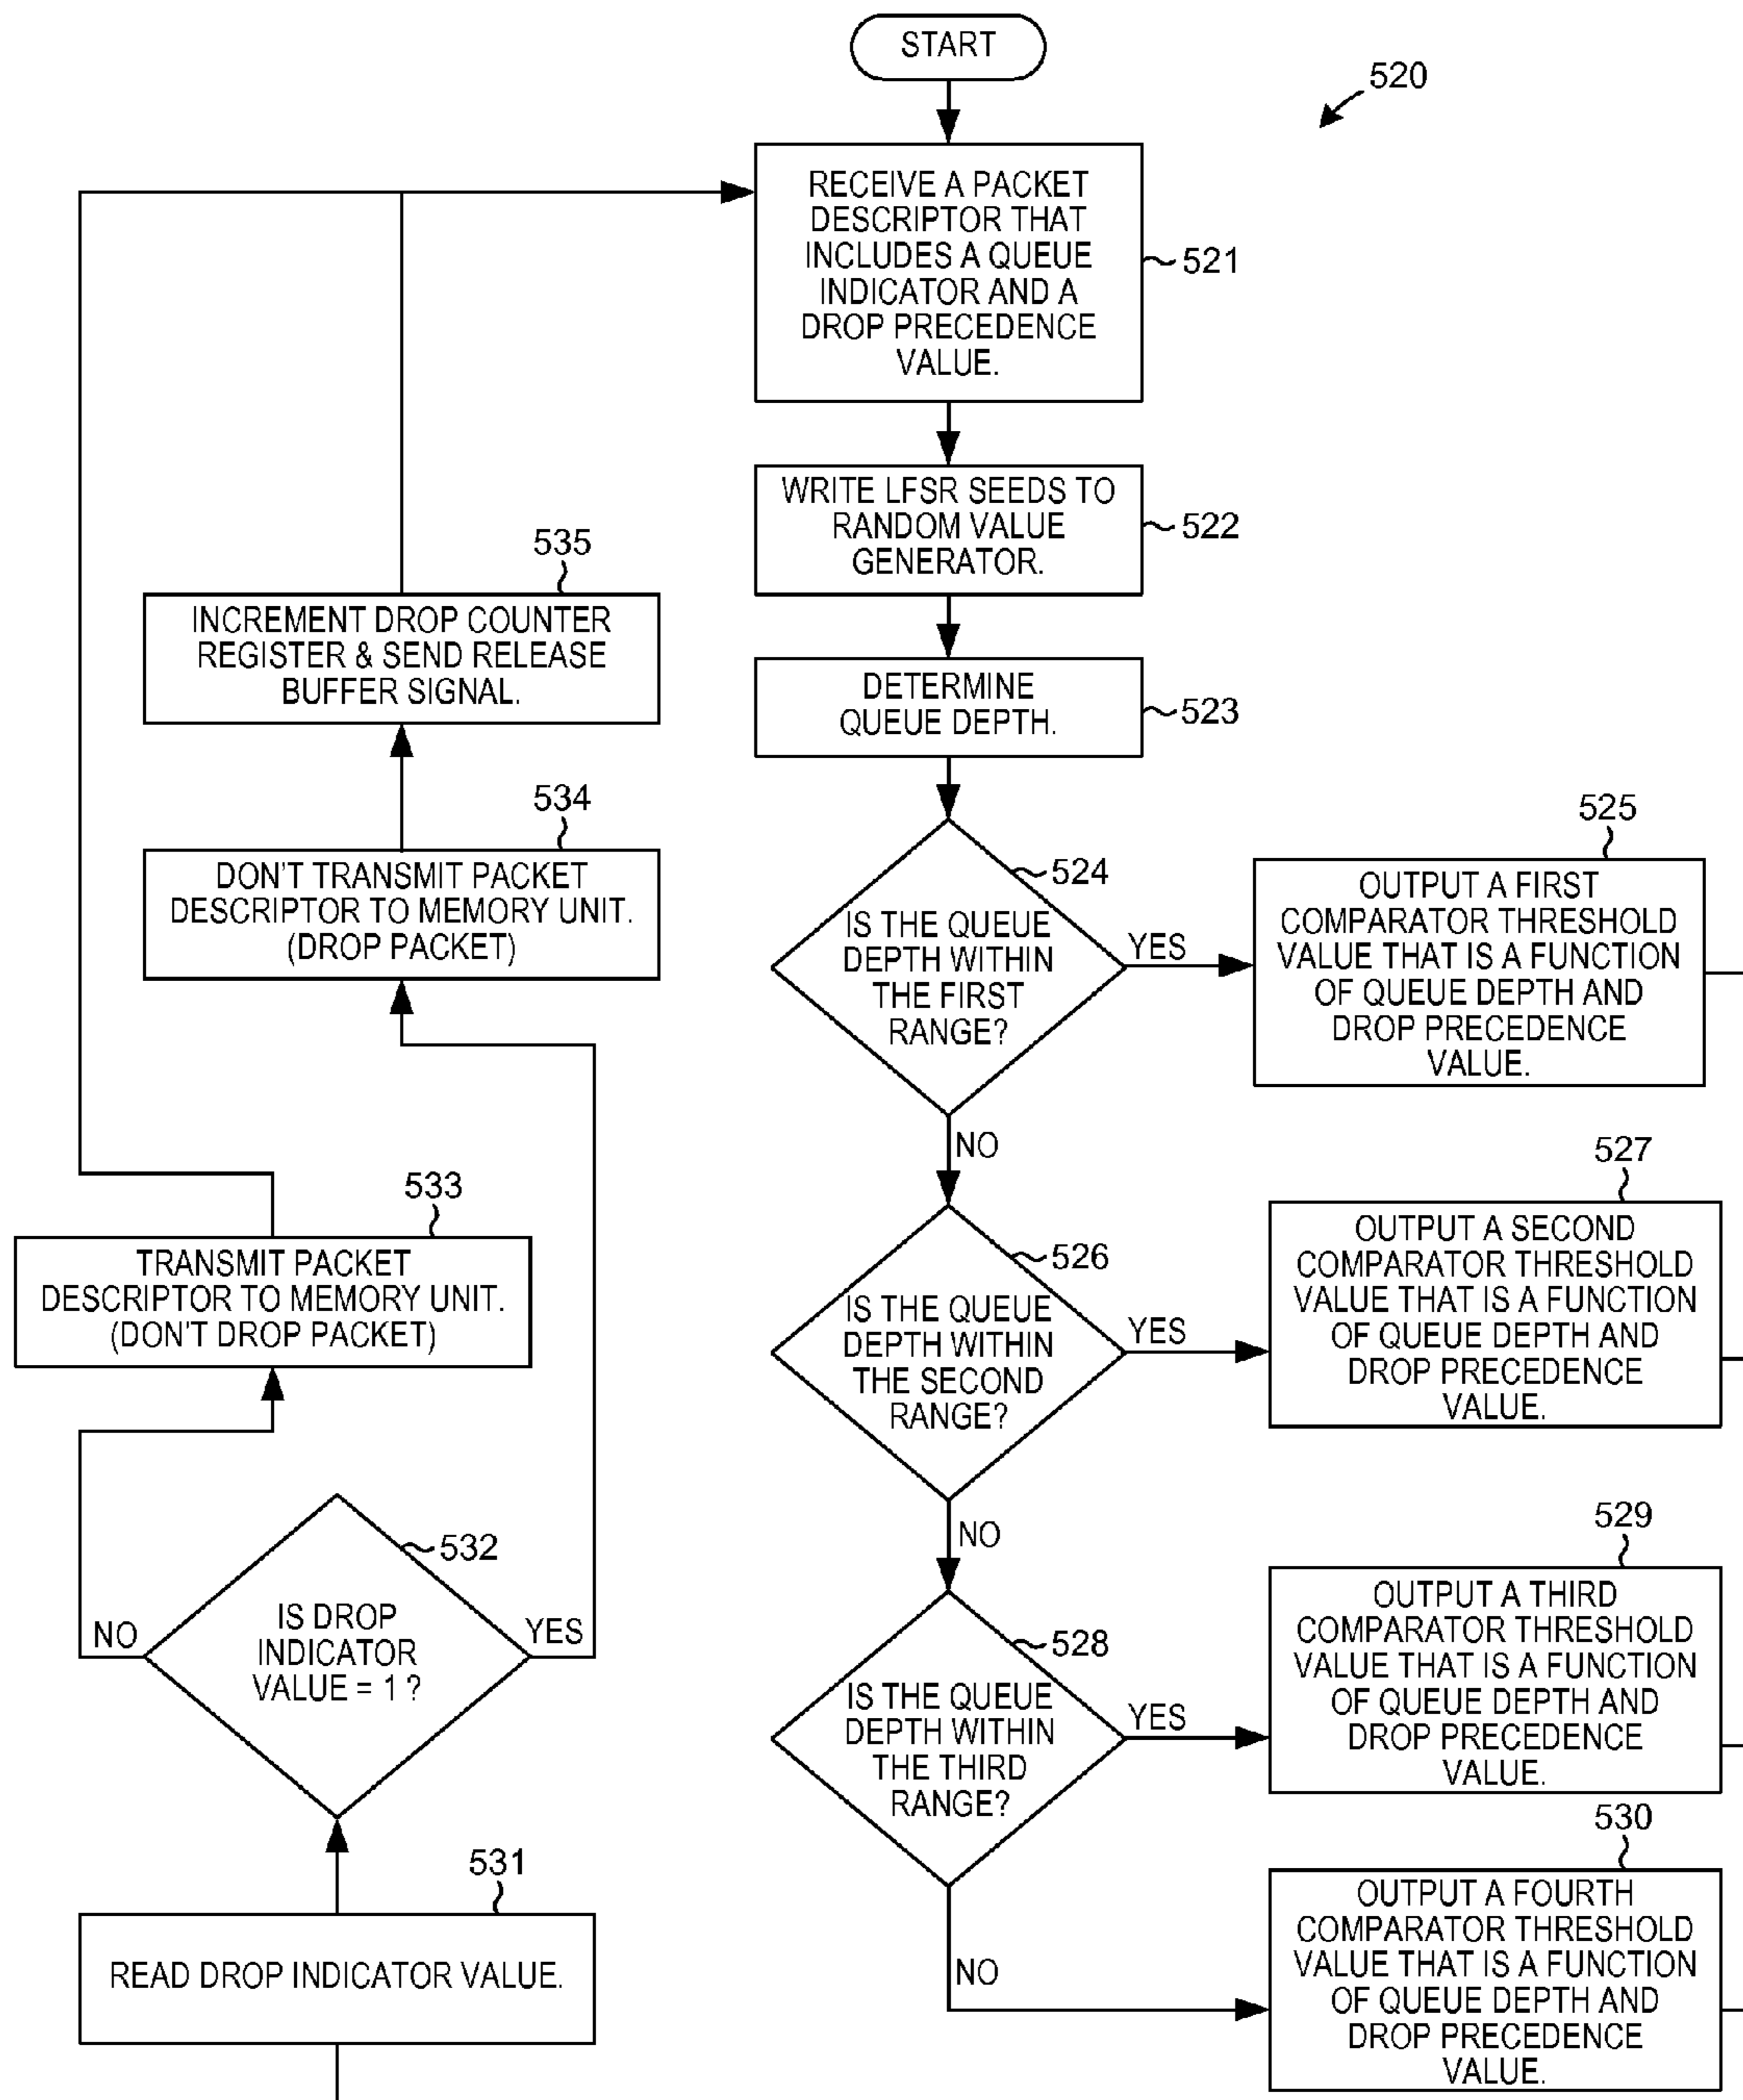 START
520
RECEIVE A PACKET
DESCRIPTOR THAT
INCLUDES A QUEUE
INDICATOR AND A
DROP PRECEDENCE
VALUE.
521
WRITE LFSR SEEDS TO
RANDOM VALUE
GENERATOR.
522
DETERMINE
QUEUE DEPTH.
523
524
IS THE QUEUE
DEPTH WITHIN
THE FIRST
RANGE?
YES
NO
525
OUTPUT A FIRST
COMPARATOR THRESHOLD
VALUE THAT IS A FUNCTION
OF QUEUE DEPTH AND
DROP PRECEDENCE
VALUE.
526
IS THE QUEUE
DEPTH WITHIN
THE SECOND
RANGE?
YES
NO
527
OUTPUT A SECOND
COMPARATOR THRESHOLD
VALUE THAT IS A FUNCTION
OF QUEUE DEPTH AND
DROP PRECEDENCE
VALUE.
528
IS THE QUEUE
DEPTH WITHIN
THE THIRD
RANGE?
YES
NO
529
OUTPUT A THIRD
COMPARATOR THRESHOLD
VALUE THAT IS A FUNCTION
OF QUEUE DEPTH AND
DROP PRECEDENCE
VALUE.
530
OUTPUT A FOURTH
COMPARATOR THRESHOLD
VALUE THAT IS A FUNCTION
OF QUEUE DEPTH AND
DROP PRECEDENCE
VALUE.
531
READ DROP INDICATOR VALUE.
532
IS DROP
INDICATOR
VALUE = 1 ?
NO
YES
533
TRANSMIT PACKET
DESCRIPTOR TO MEMORY UNIT.
(DON'T DROP PACKET)
534
DON'T TRANSMIT PACKET
DESCRIPTOR TO MEMORY UNIT.
(DROP PACKET)
535
INCREMENT DROP COUNTER
REGISTER & SEND RELEASE
BUFFER SIGNAL.